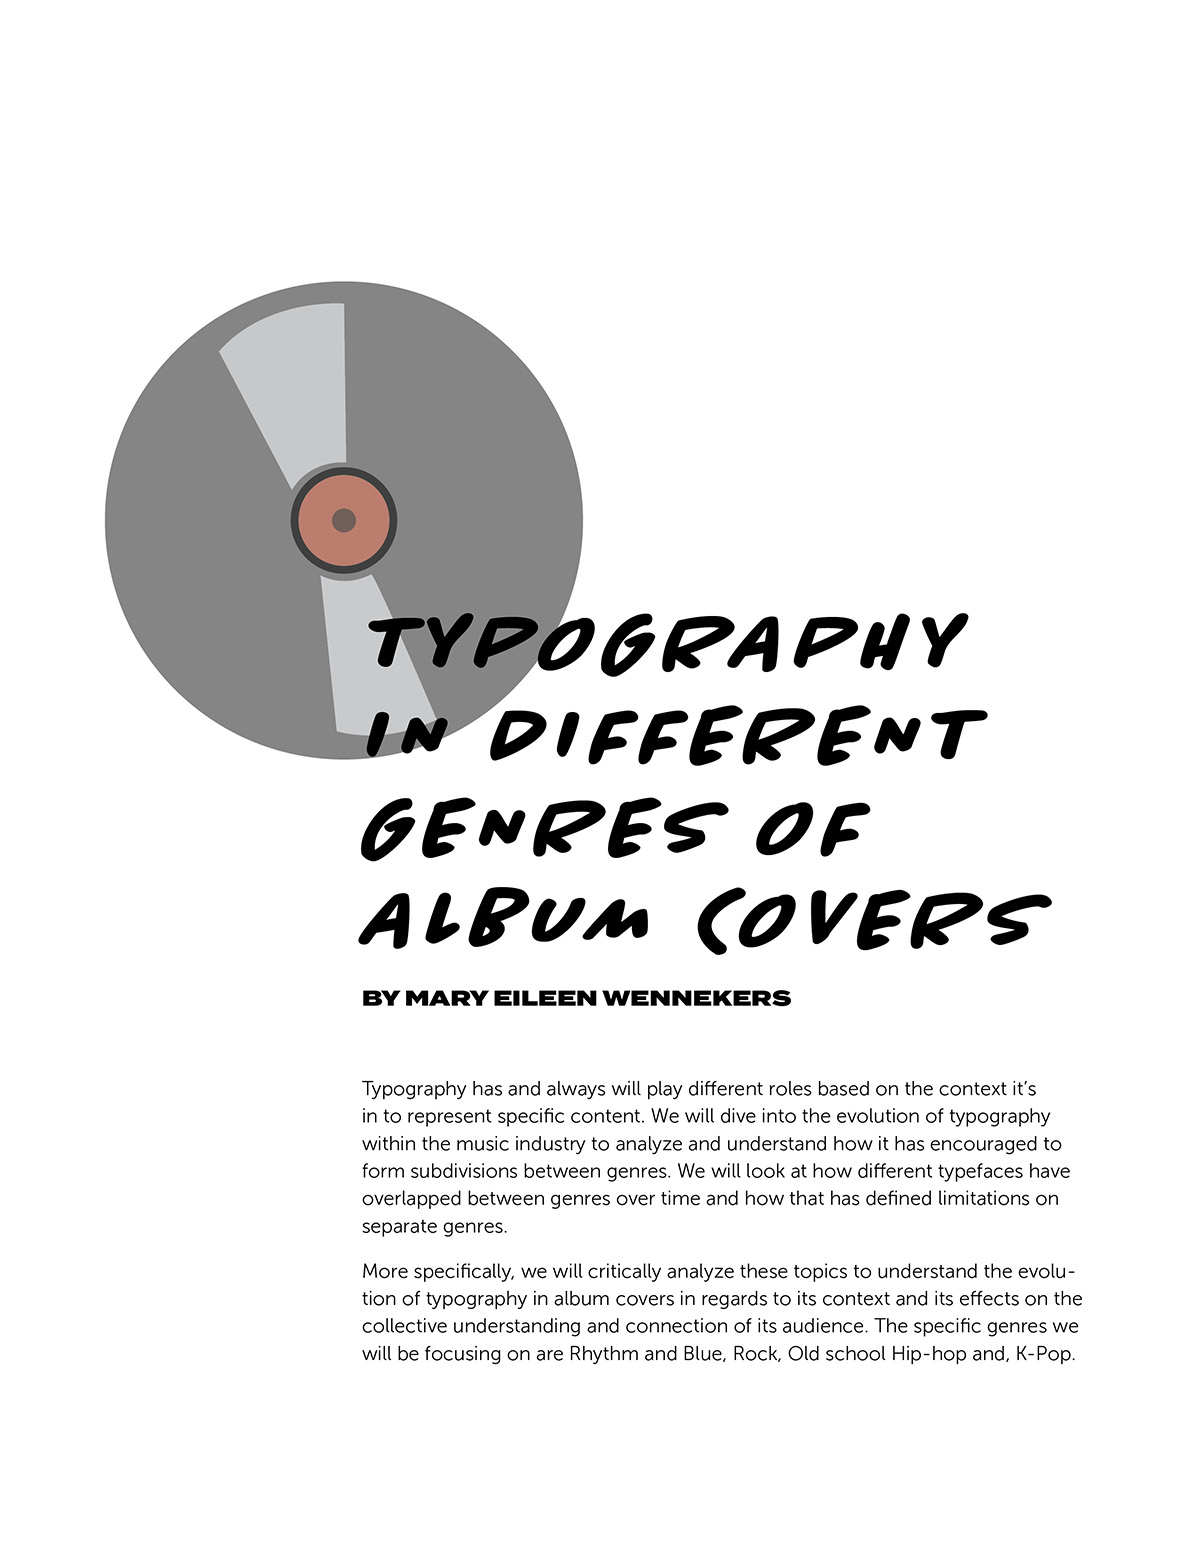 TYPOGRAPHY
IN DIFFERENT
GENRES OF
ALBUM COVERS
BY MARY EILEEN WENNEKERS
Typography has and always will play different roles based on the context it’s
in to represent specific content. We will dive into the evolution of typography
within the music industry to analyze and understand how it has encouraged to
form subdivisions between genres. We will look at how different typefaces have
overlapped between genres over time and how that has defined limitations on
separate genres.
More specifically, we will critically analyze these topics to understand the evolu-
tion of typography in album covers in regards to its context and its effects on the
collective understanding and connection of its audience. The specific genres we
will be focusing on are Rhythm and Blue, Rock, Old school Hip-hop and, K-Pop.